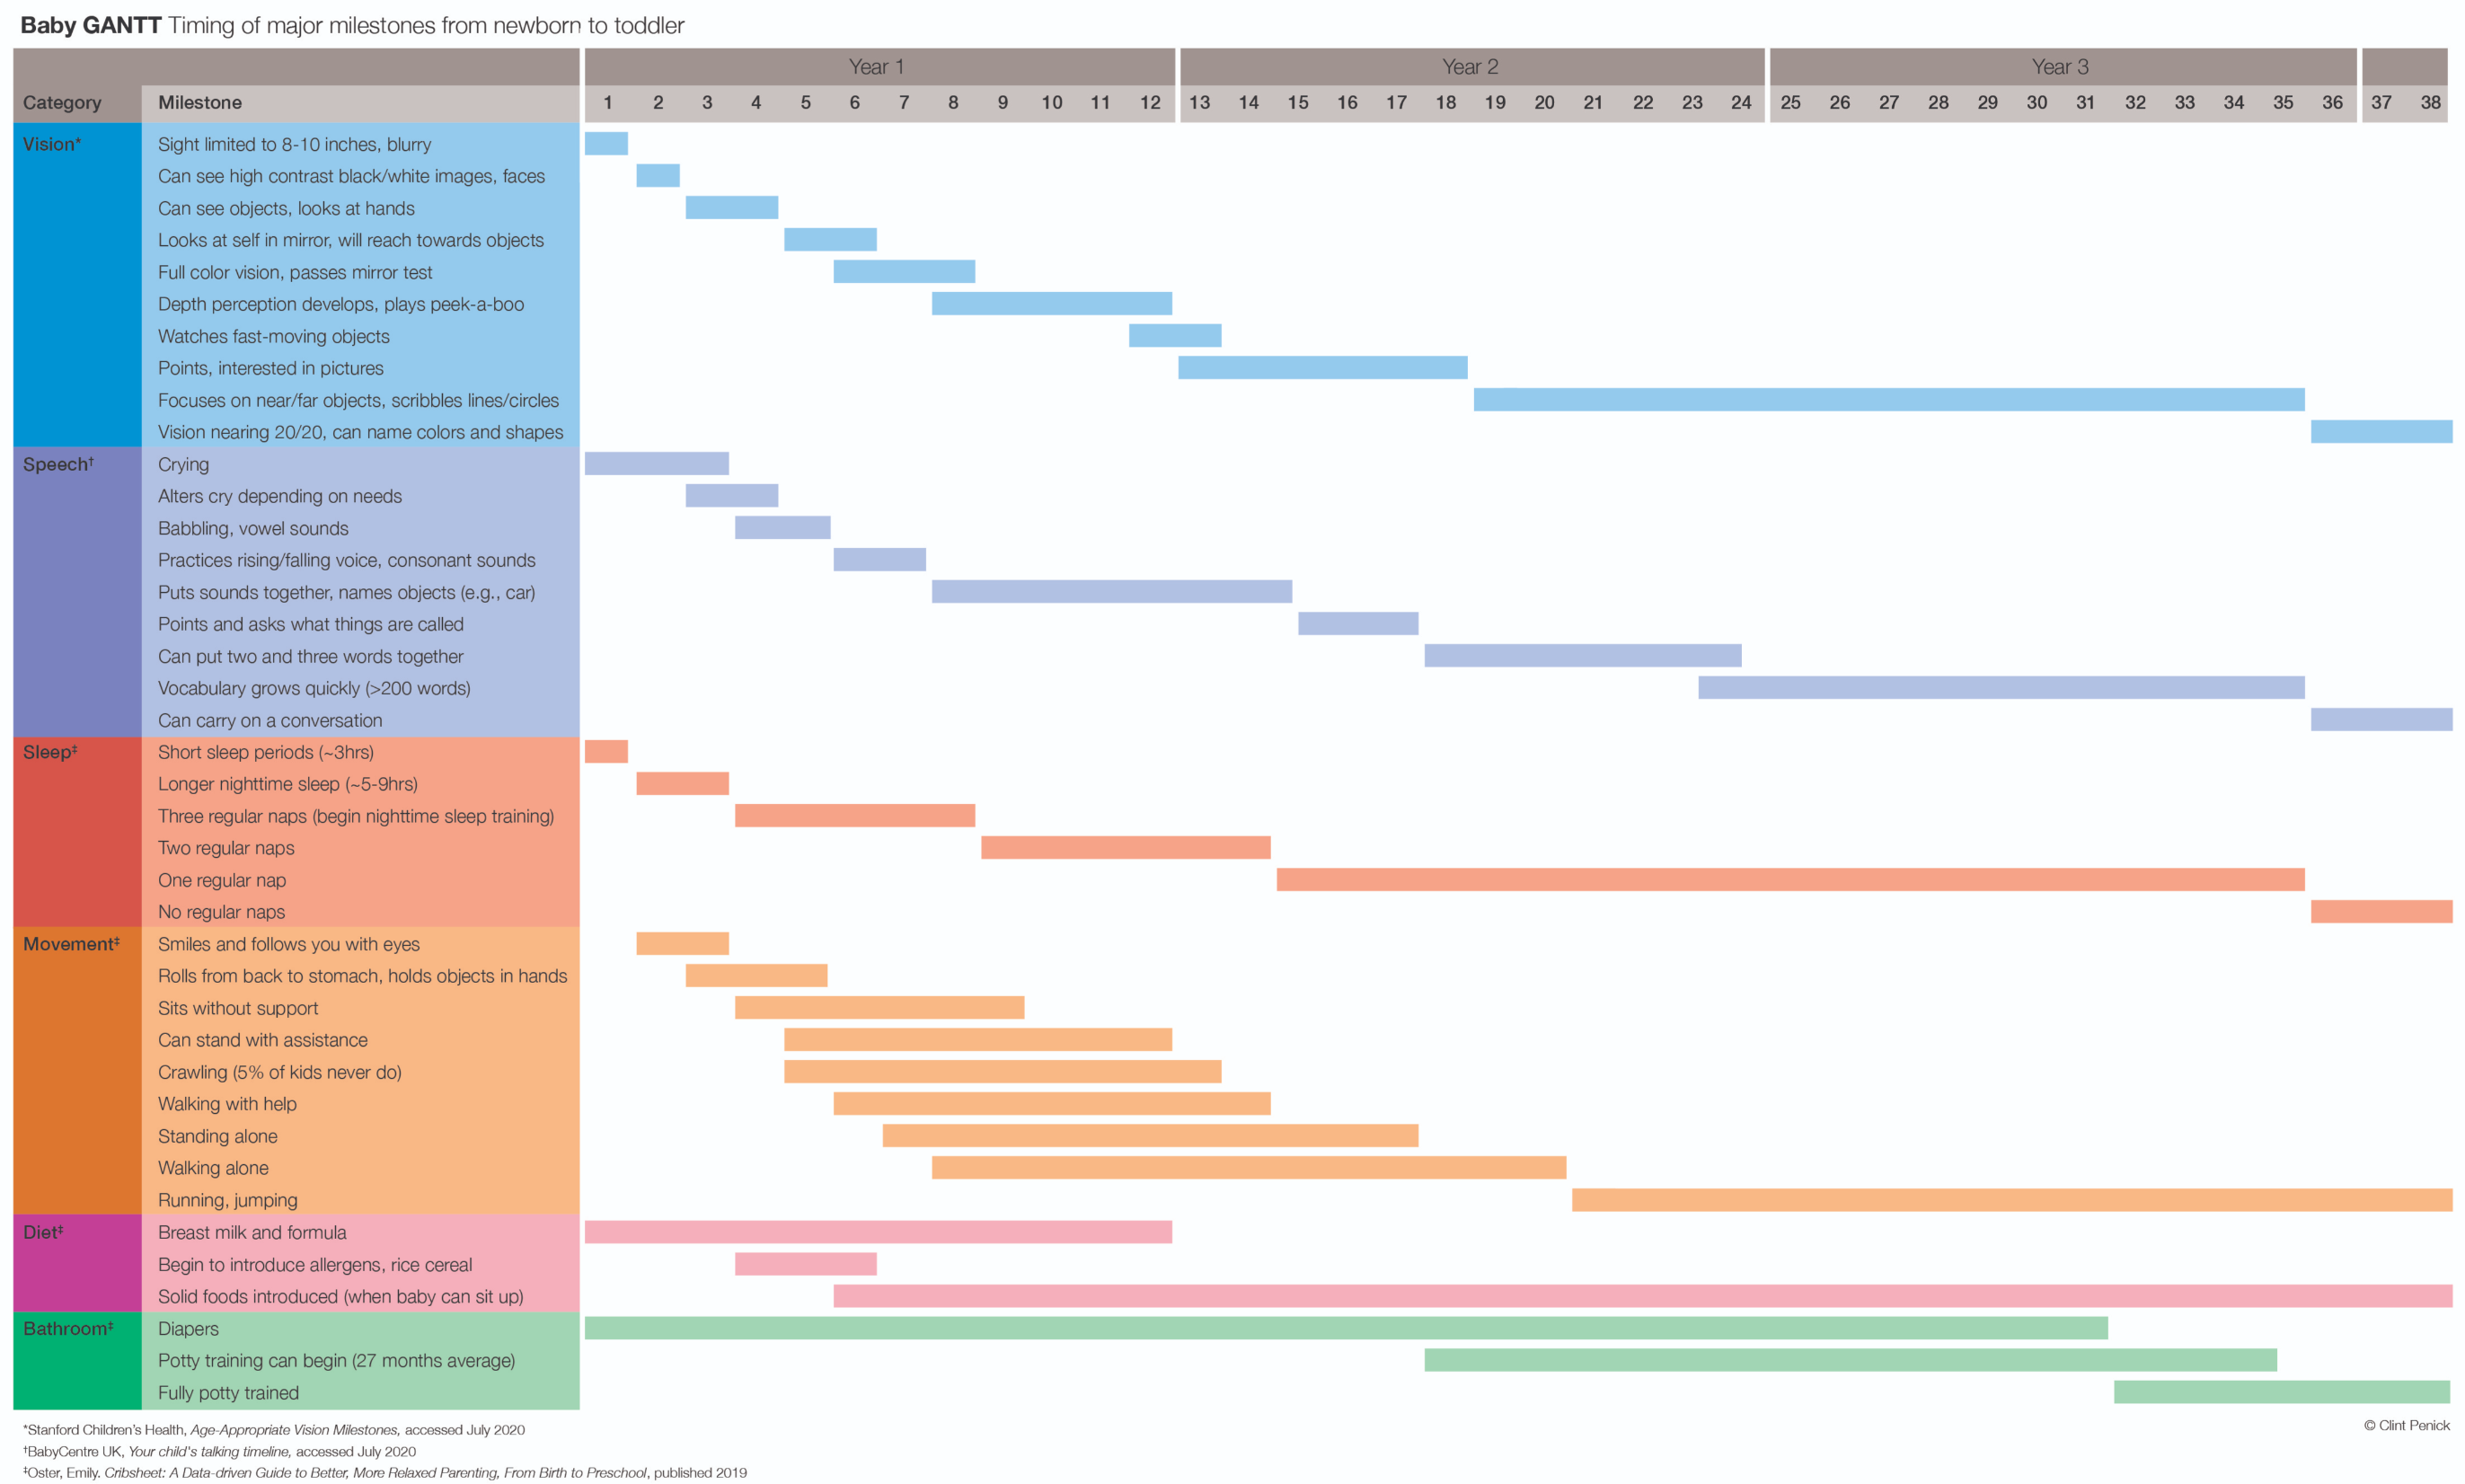 Baby GANTT Timing of major milestones from newborn to toddler
Year 1 Year 2 Year 3
Category Milestone 1 2 3 4 5 6 7 8 9 10 11 12 13 14 15 16 17 18 19 20 21 22 23 24 25 26 27 28 29 30 31 32 33 34 35 36 37 38
Vision* Sight limited to 8-10 inches, blurry
Can see high contrast black/white images, faces
Can see objects, looks at hands
Looks at self in mirror, will reach towards objects
Full color vision, passes mirror test
Depth perception develops, plays peek-a-boo
Watches fast-moving objects
Points, interested in pictures
Focuses on near/far objects, scribbles lines/circles
Vision nearing 20/20, can name colors and shapes
Speech† Crying
Alters cry depending on needs
Babbling, vowel sounds
Practices rising/falling voice, consonant sounds
Puts sounds together, names objects (e.g., car)
Points and asks what things are called
Can put two and three words together
Vocabulary grows quickly (>200 words)
Can carry on a conversation
Sleep‡ Short sleep periods (~3hrs)
Longer nighttime sleep (~5-9hrs)
Three regular naps (begin nighttime sleep training)
Two regular naps
One regular nap
No regular naps
Movement‡ Smiles and follows you with eyes
Rolls from back to stomach, holds objects in hands
Sits without support
Can stand with assistance
Crawling (5% of kids never do)
Walking with help
Standing alone
Walking alone
Running, jumping
Diet‡ Breast milk and formula
Begin to introduce allergens, rice cereal
Solid foods introduced (when baby can sit up)
Bathroom‡ Diapers
Potty training can begin (27 months average)
Fully potty trained
*Stanford Children's Health, Age-Appropriate Vision Milestones, accessed July 2020
© Clint Penick
†BabyCentre UK, Your child's talking timeline, accessed July 2020
‡Oster, Emily. Cribsheet: A Data-driven Guide to Better, More Relaxed Parenting, From Birth to Preschool, published 2019